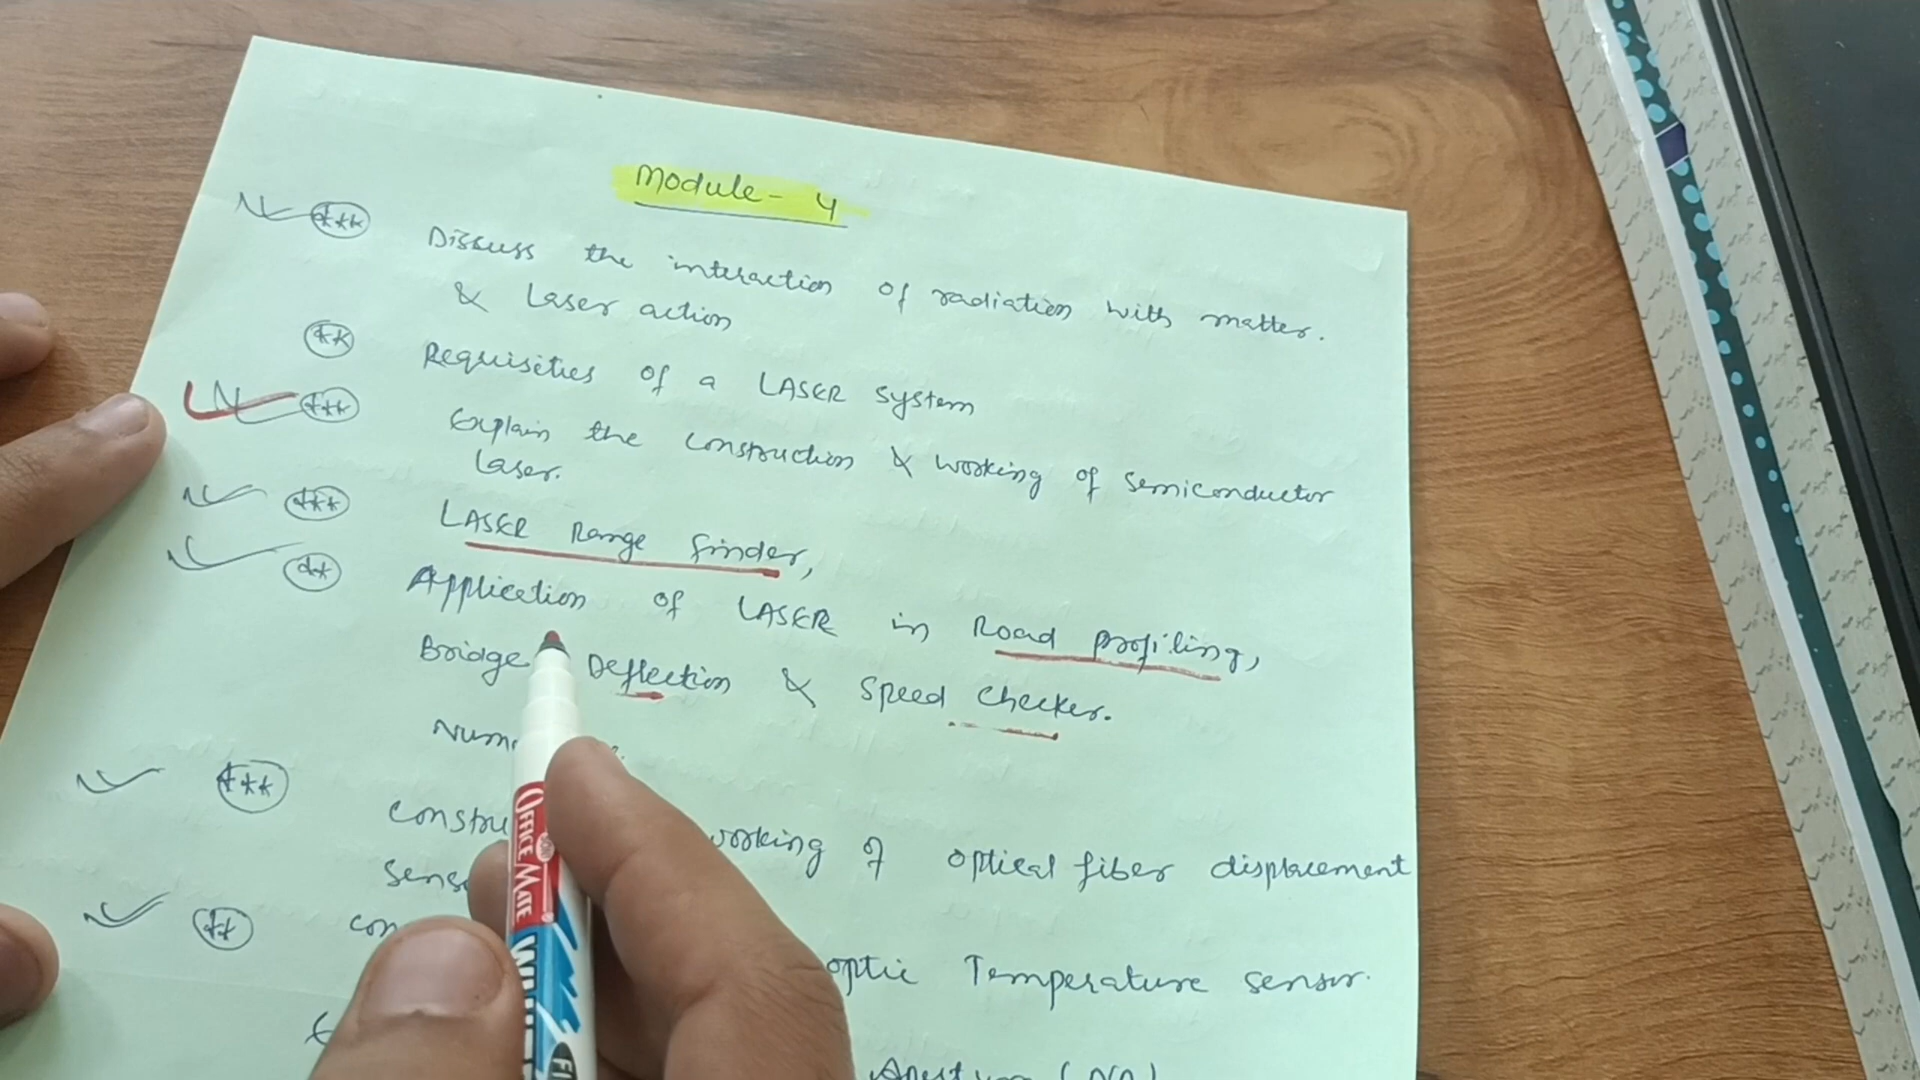 Module - 4
*** Discuss the interaction of radiation with matter.
& Laser action
** Requisities of a LASER system
*** Explain the construction & working of semiconductor
laser.
*** LASER Range finder,
** Application of LASER in Road profiling,
Bridge Deflection & Speed checker.
*** working of optical fiber displacement
** optic Temperature sensor.
(NA)
OFFICE MATE